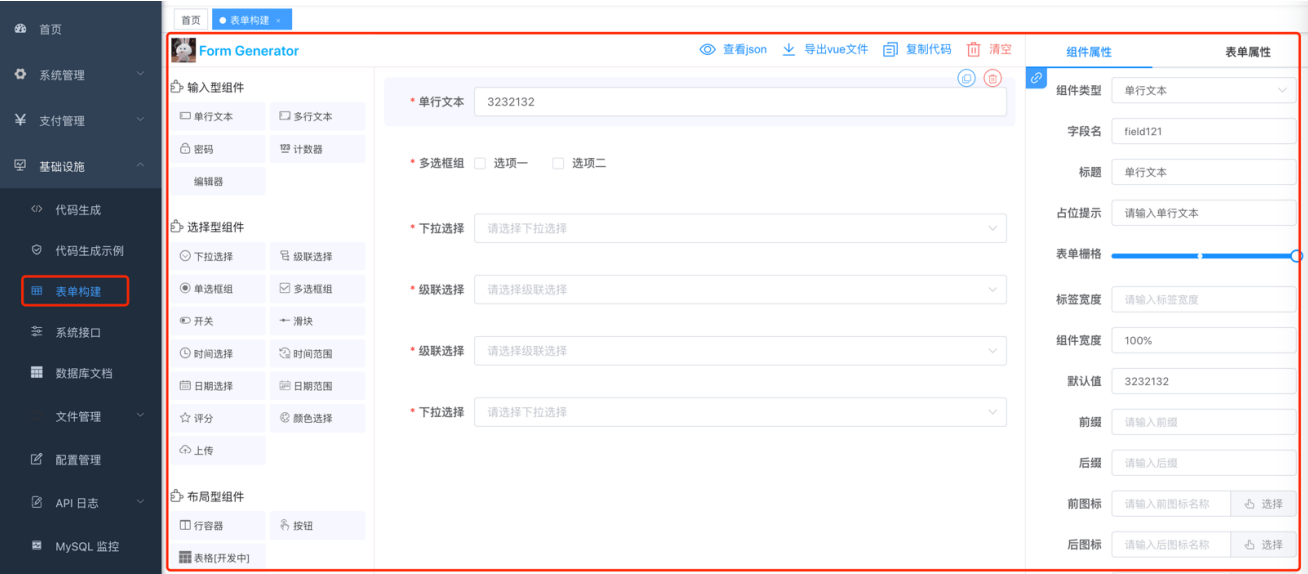 首页
系统管理
支付管理
基础设施
代码生成
代码生成示例
表单构建
系统接口
数据库文档
文件管理
配置管理
API 日志
MySQL 监控
首页
表单构建 ×
Form Generator
查看json
导出vue文件
复制代码
清空
输入型组件
单行文本
多行文本
密码
计数器
编辑器
选择型组件
下拉选择
级联选择
单选框组
多选框组
开关
滑块
时间选择
时间范围
日期选择
日期范围
评分
颜色选择
上传
布局型组件
行容器
按钮
表格[开发中]
* 单行文本 3232132
* 多选框组 选项一 选项二
* 下拉选择 请选择下拉选择
* 级联选择 请选择级联选择
* 级联选择 请选择级联选择
* 下拉选择 请选择下拉选择
组件属性
表单属性
组件类型 单行文本
字段名 field121
标题 单行文本
占位提示 请输入单行文本
表单栅格
标签宽度 请输入标签宽度
组件宽度 100%
默认值 3232132
前缀 请输入前缀
后缀 请输入后缀
前图标 请输入前图标名称 选择
后图标 请输入后图标名称 选择